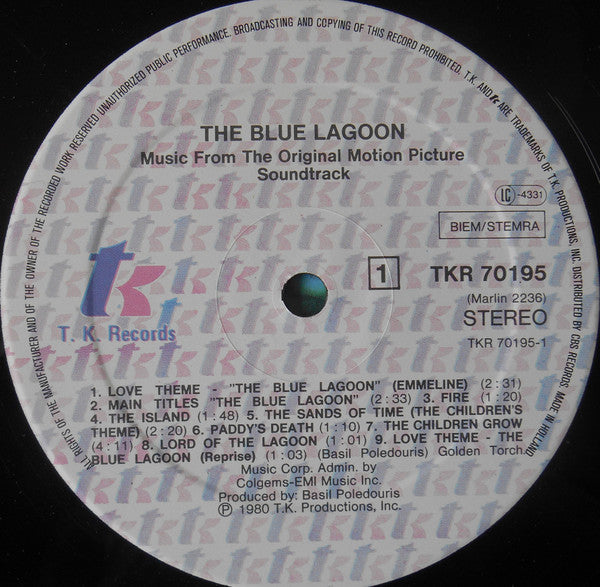 ALL RIGHTS OF THE MANUFACTURER AND OF THE OWNER OF THE RECORDED WORK RESERVED UNAUTHORIZED PUBLIC PERFORMANCE. BROADCASTING AND COPYING OF THIS RECORD PROHIBITED, T.K. AND tk ARE TRADEMARKS OF T.K. PRODUCTIONS, INC. DISTRIBUTED BY CBS RECORDS MADE IN HOLLAND
THE BLUE LAGOON
Music From The Original Motion Picture
Soundtrack
LC-4331
BIEM/STEMRA
tk
T. K. Records
1
TKR 70195
(Marlin 2236)
STEREO
TKR 70195-1
1. LOVE THEME - "THE BLUE LAGOON" (EMMELINE) (2:31)
2. MAIN TITLES "THE BLUE LAGOON" (2:33) 3. FIRE (1:20)
4. THE ISLAND (1:48) 5. THE SANDS OF TIME (THE CHILDREN'S
THEME) (2:20) 6. PADDY'S DEATH (1:10) 7. THE CHILDREN GROW
(4:11) 8. LORD OF THE LAGOON (1:01) 9. LOVE THEME - THE
BLUE LAGOON (Reprise) (1:03) (Basil Poledouris) Golden Torch
Music Corp. Admin. by
Colgems-EMI Music Inc.
Produced by: Basil Poledouris
Ⓟ 1980 T.K. Productions, Inc.